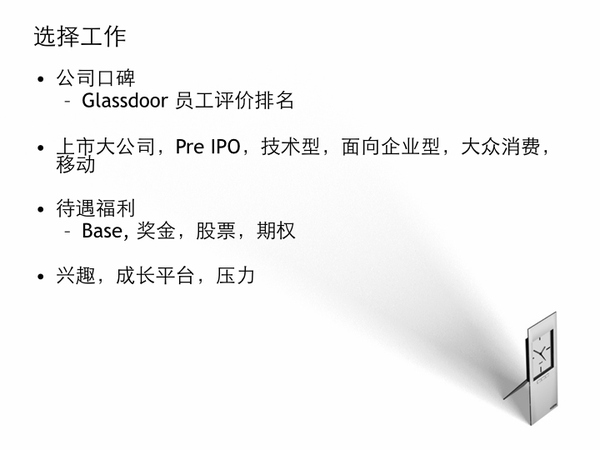 选择工作
• 公司口碑
– Glassdoor 员工评价排名
• 上市大公司，Pre IPO，技术型，面向企业型，大众消费，
移动
• 待遇福利
– Base, 奖金，股票，期权
• 兴趣，成长平台，压力